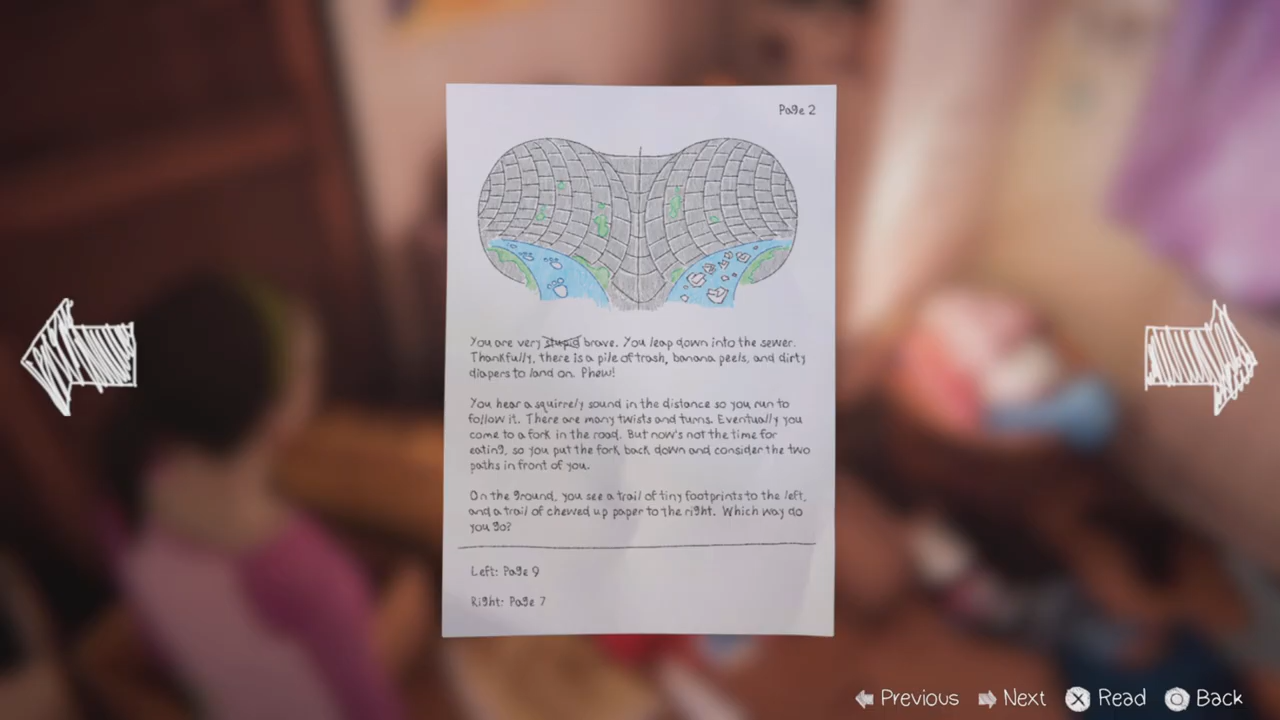 Page 2
You are very stupid brave. You leap down into the sewer.
Thankfully, there is a pile of trash, banana peels, and dirty
diapers to land on. Phew!
You hear a squirrely sound in the distance so you run to
follow it. There are many twists and turns. Eventually you
come to a fork in the road. But now's not the time for
eating, so you put the fork back down and consider the two
paths in front of you.
On the ground, you see a trail of tiny footprints to the left,
and a trail of chewed up paper to the right. Which way do
you go?
Left: Page 9
Right: Page 7
Previous Next Read Back